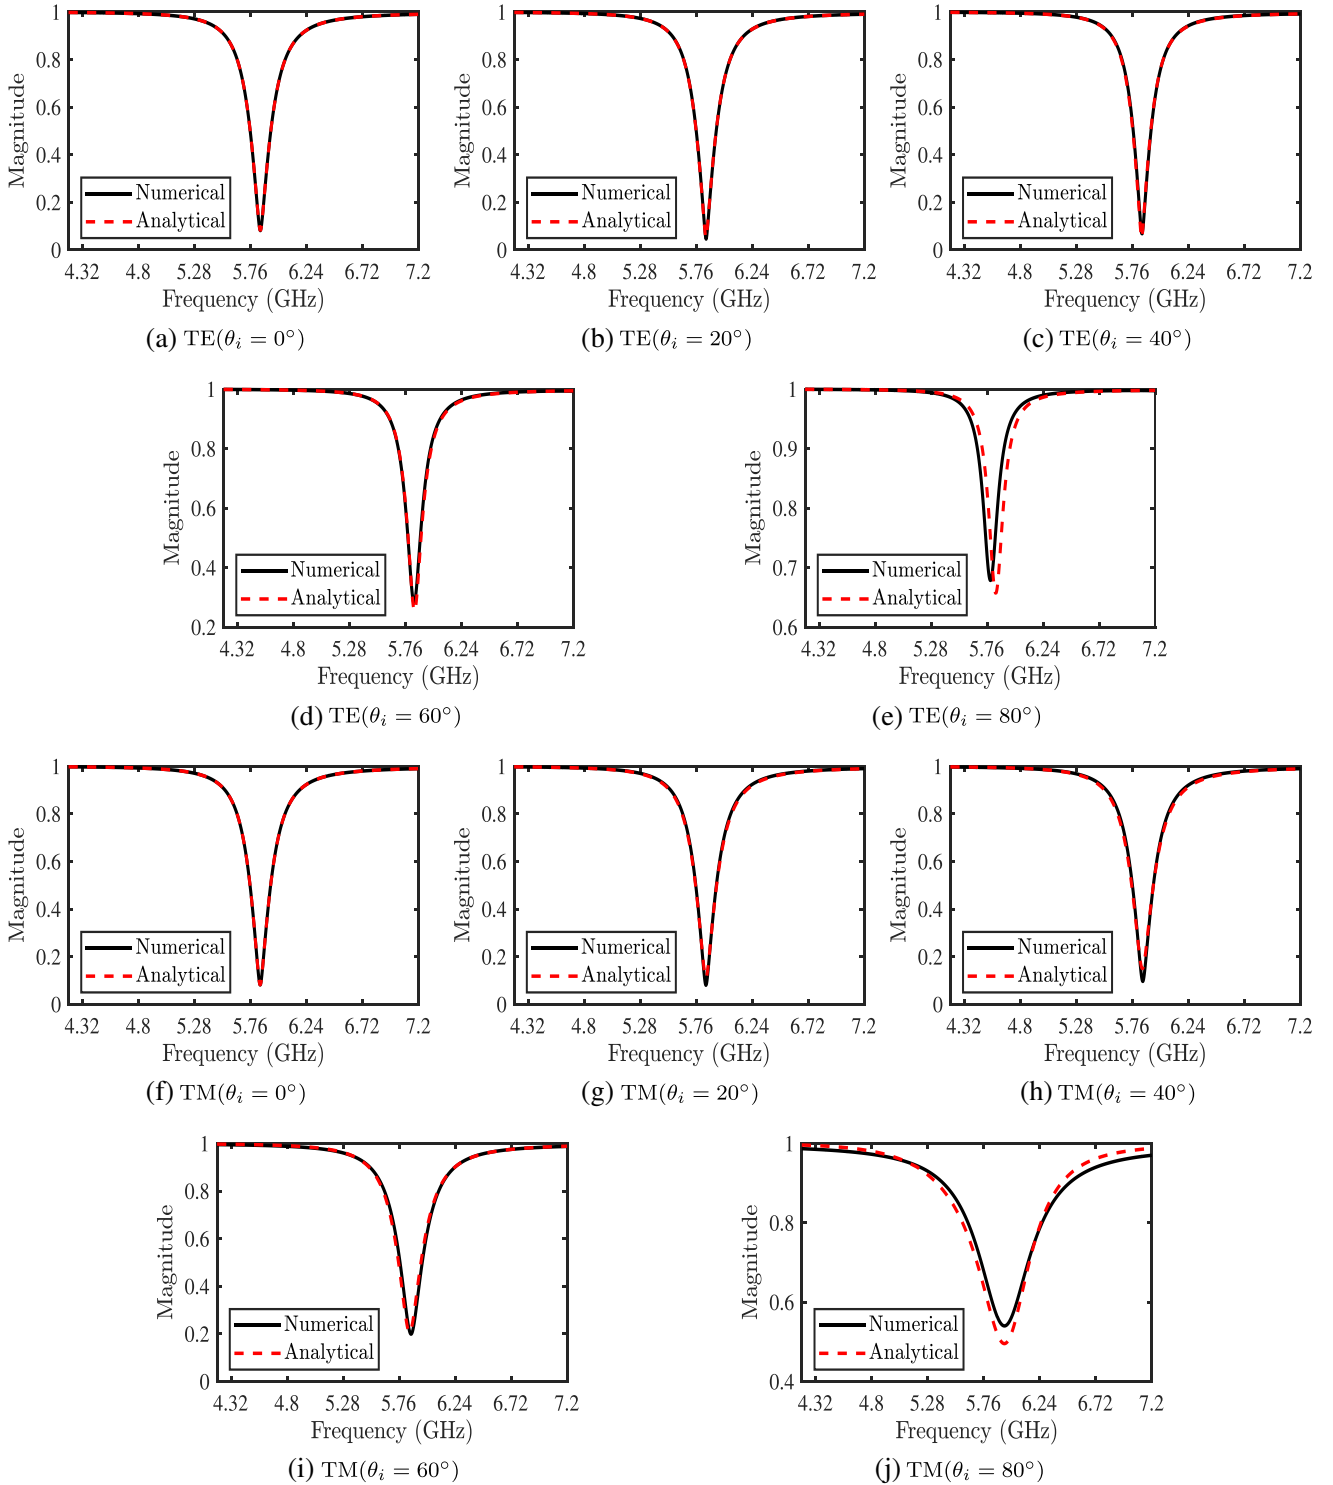 1
0.8
0.6
0.4
0.2
0
Magnitude
Numerical
Analytical
4.32 4.8 5.28 5.76 6.24 6.72 7.2
Frequency (GHz)
(a) TE(θᵢ = 0°)
1
0.8
0.6
0.4
0.2
0
Magnitude
Numerical
Analytical
4.32 4.8 5.28 5.76 6.24 6.72 7.2
Frequency (GHz)
(b) TE(θᵢ = 20°)
1
0.8
0.6
0.4
0.2
0
Magnitude
Numerical
Analytical
4.32 4.8 5.28 5.76 6.24 6.72 7.2
Frequency (GHz)
(c) TE(θᵢ = 40°)
1
0.8
0.6
0.4
0.2
Magnitude
Numerical
Analytical
4.32 4.8 5.28 5.76 6.24 6.72 7.2
Frequency (GHz)
(d) TE(θᵢ = 60°)
1
0.9
0.8
0.7
0.6
Magnitude
Numerical
Analytical
4.32 4.8 5.28 5.76 6.24 6.72 7.2
Frequency (GHz)
(e) TE(θᵢ = 80°)
1
0.8
0.6
0.4
0.2
0
Magnitude
Numerical
Analytical
4.32 4.8 5.28 5.76 6.24 6.72 7.2
Frequency (GHz)
(f) TM(θᵢ = 0°)
1
0.8
0.6
0.4
0.2
0
Magnitude
Numerical
Analytical
4.32 4.8 5.28 5.76 6.24 6.72 7.2
Frequency (GHz)
(g) TM(θᵢ = 20°)
1
0.8
0.6
0.4
0.2
0
Magnitude
Numerical
Analytical
4.32 4.8 5.28 5.76 6.24 6.72 7.2
Frequency (GHz)
(h) TM(θᵢ = 40°)
1
0.8
0.6
0.4
0.2
0
Magnitude
Numerical
Analytical
4.32 4.8 5.28 5.76 6.24 6.72 7.2
Frequency (GHz)
(i) TM(θᵢ = 60°)
1
0.8
0.6
0.4
Magnitude
Numerical
Analytical
4.32 4.8 5.28 5.76 6.24 6.72 7.2
Frequency (GHz)
(j) TM(θᵢ = 80°)